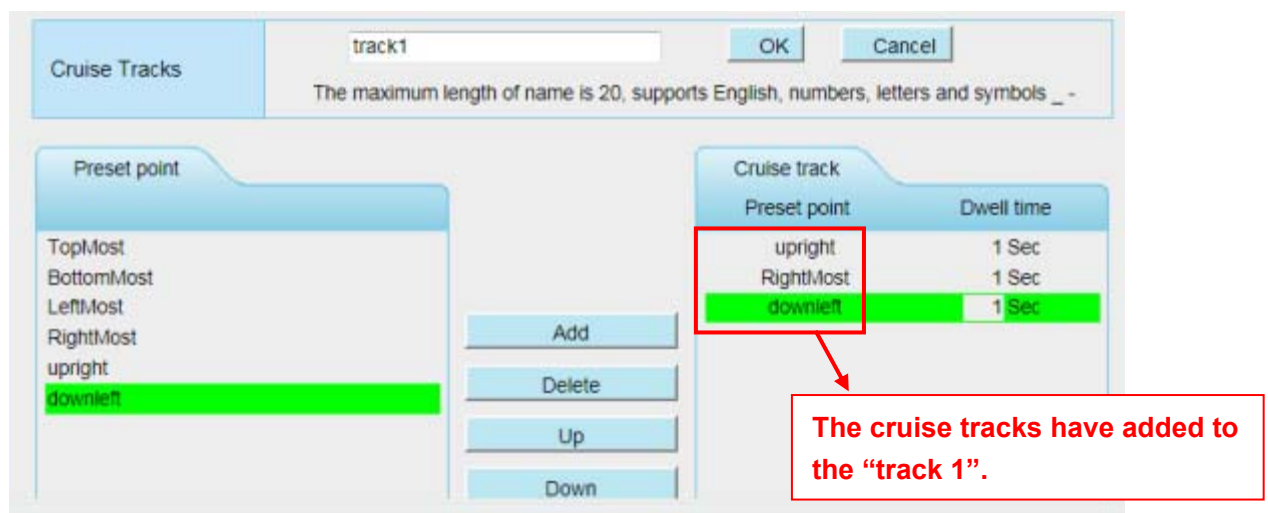 track1
OK
Cancel
Cruise Tracks
The maximum length of name is 20, supports English, numbers, letters and symbols _ -
Preset point
Cruise track
Preset point Dwell time
TopMost
BottomMost
LeftMost
RightMost
upright
downleft
Add
Delete
Up
Down
upright 1 Sec
RightMost 1 Sec
downleft 1 Sec
The cruise tracks have added to
the “track 1”.